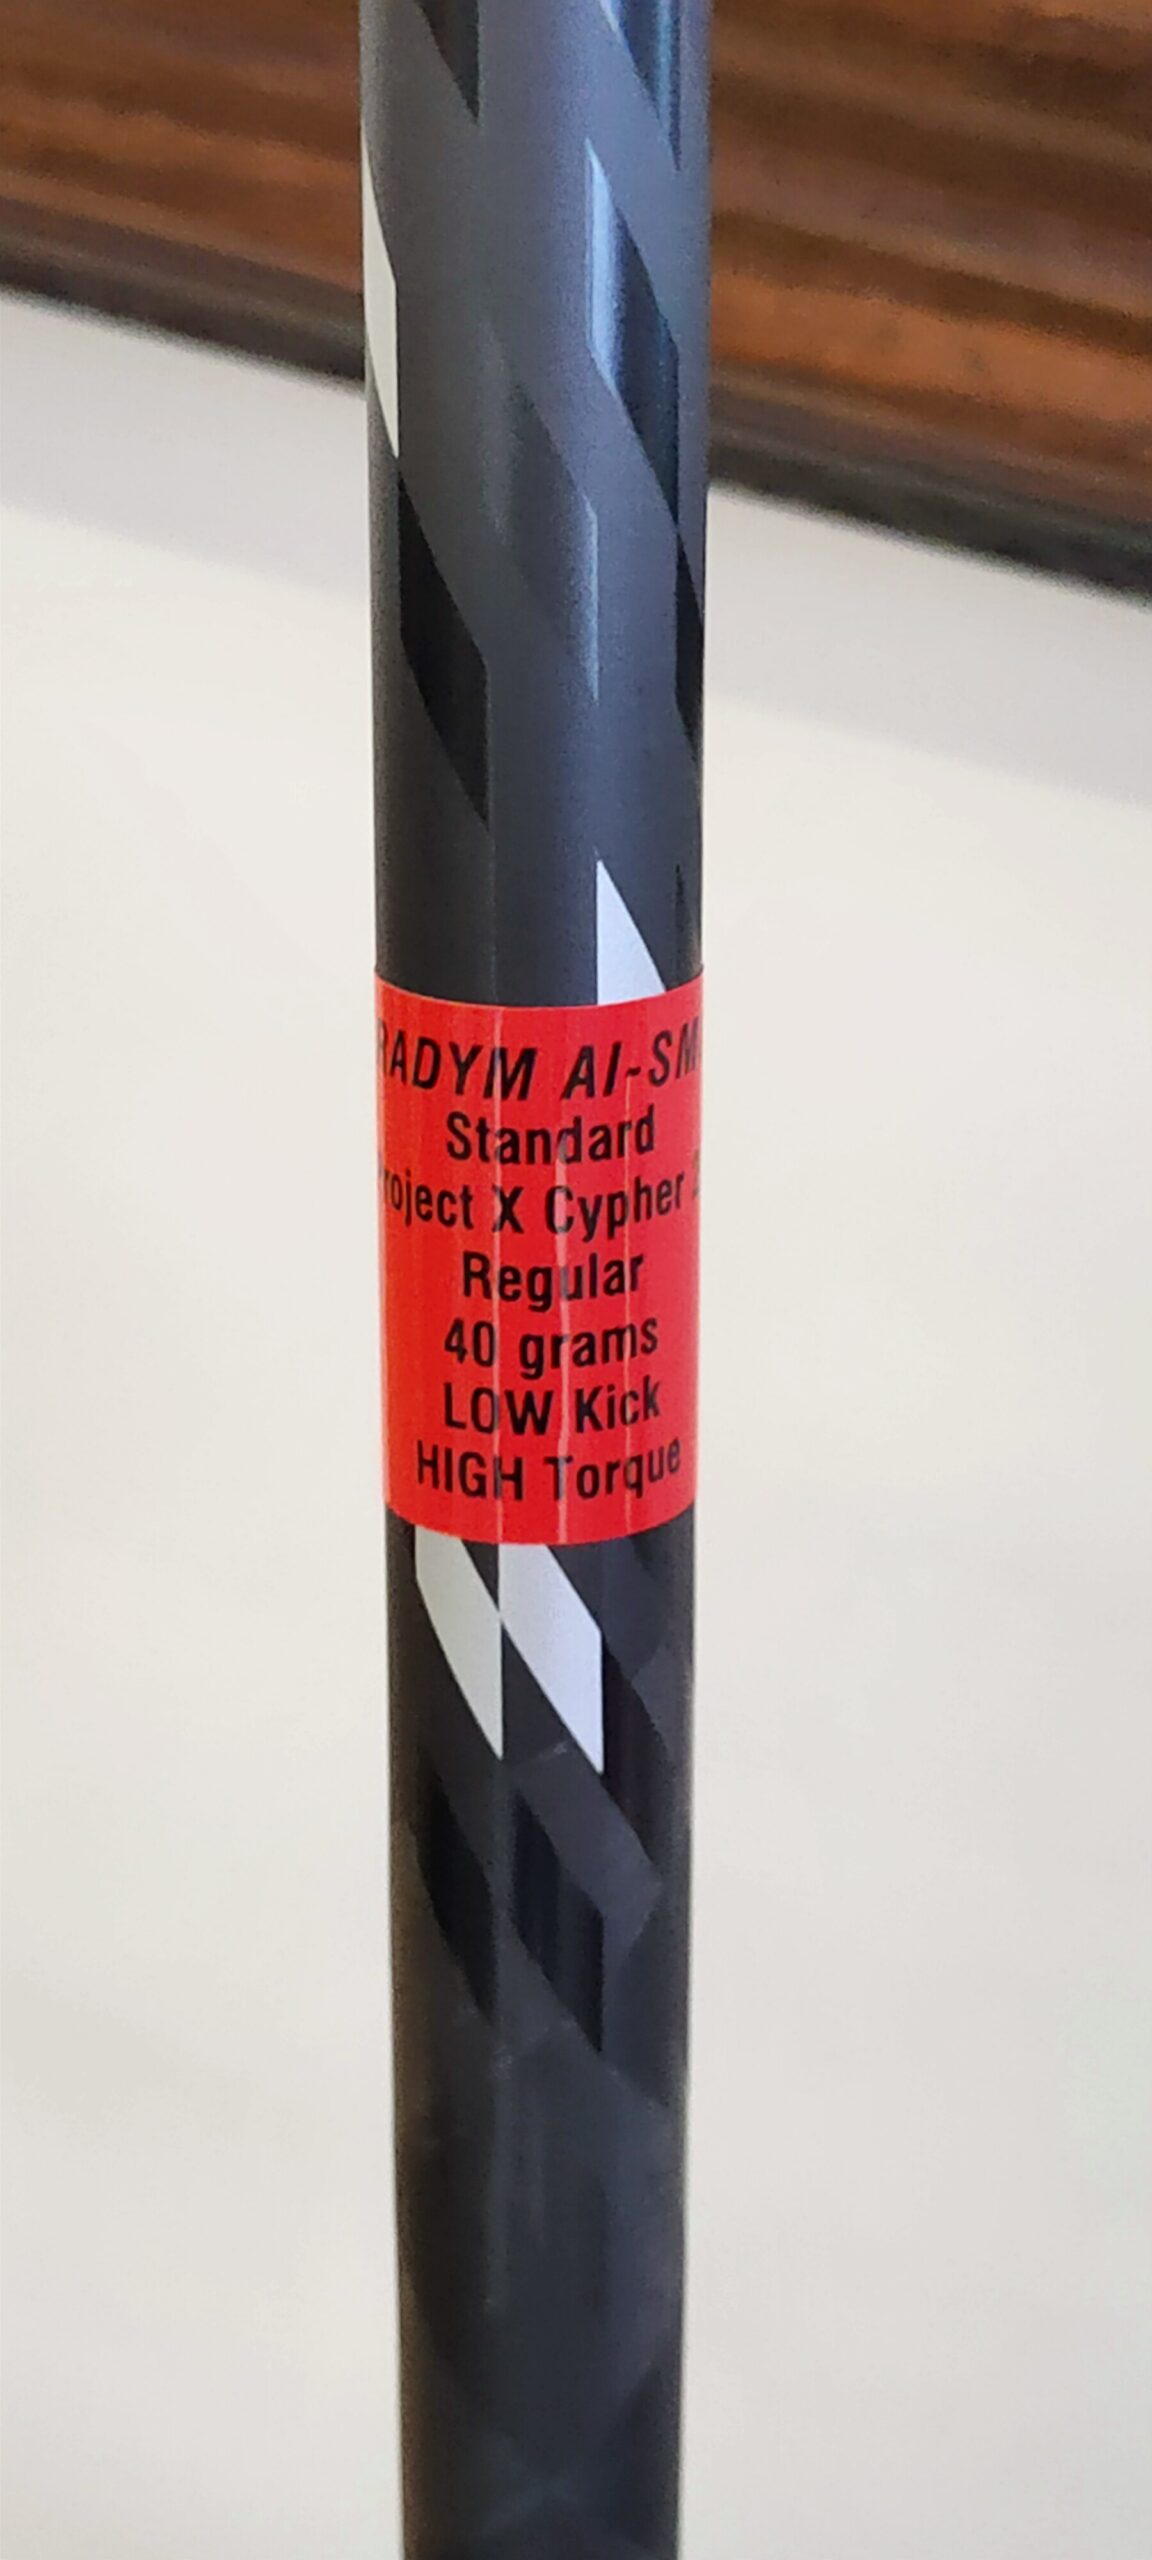 RADYM AI-SM
Standard
roject X Cypher 2
Regular
40 grams
LOW Kick
HIGH Torque